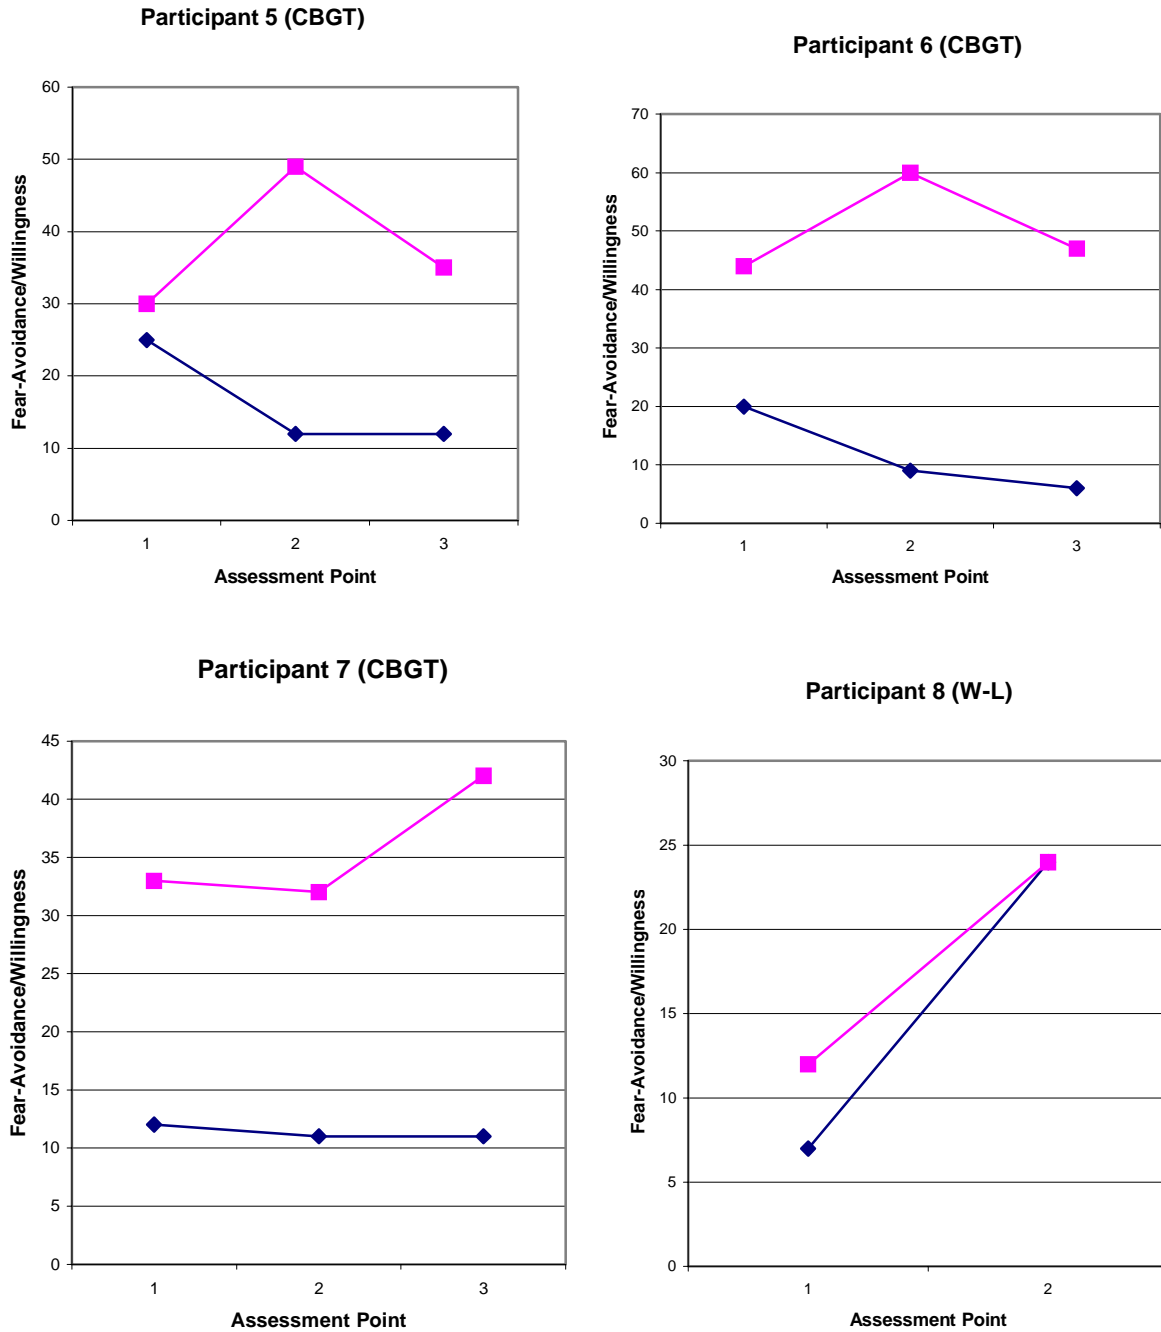 Participant 5 (CBGT)
Fear-Avoidance/Willingness
60
50
40
30
20
10
0
1 2 3
Assessment Point
Participant 6 (CBGT)
Fear-Avoidance/Willingness
70
60
50
40
30
20
10
0
1 2 3
Assessment Point
Participant 7 (CBGT)
Fear-Avoidance/Willingness
45
40
35
30
25
20
15
10
5
0
1 2 3
Assessment Point
Participant 8 (W-L)
Fear-Avoidance/Willingness
30
25
20
15
10
5
0
1 2
Assessment Point